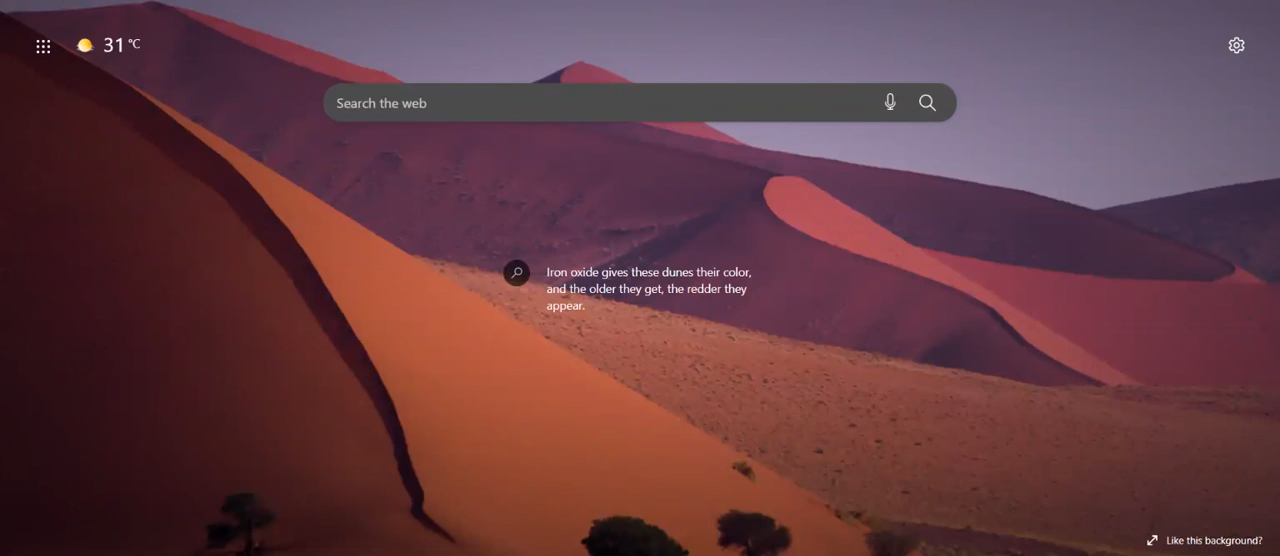 31 °C
Search the web
Iron oxide gives these dunes their color,
and the older they get, the redder they
appear.
Like this background?